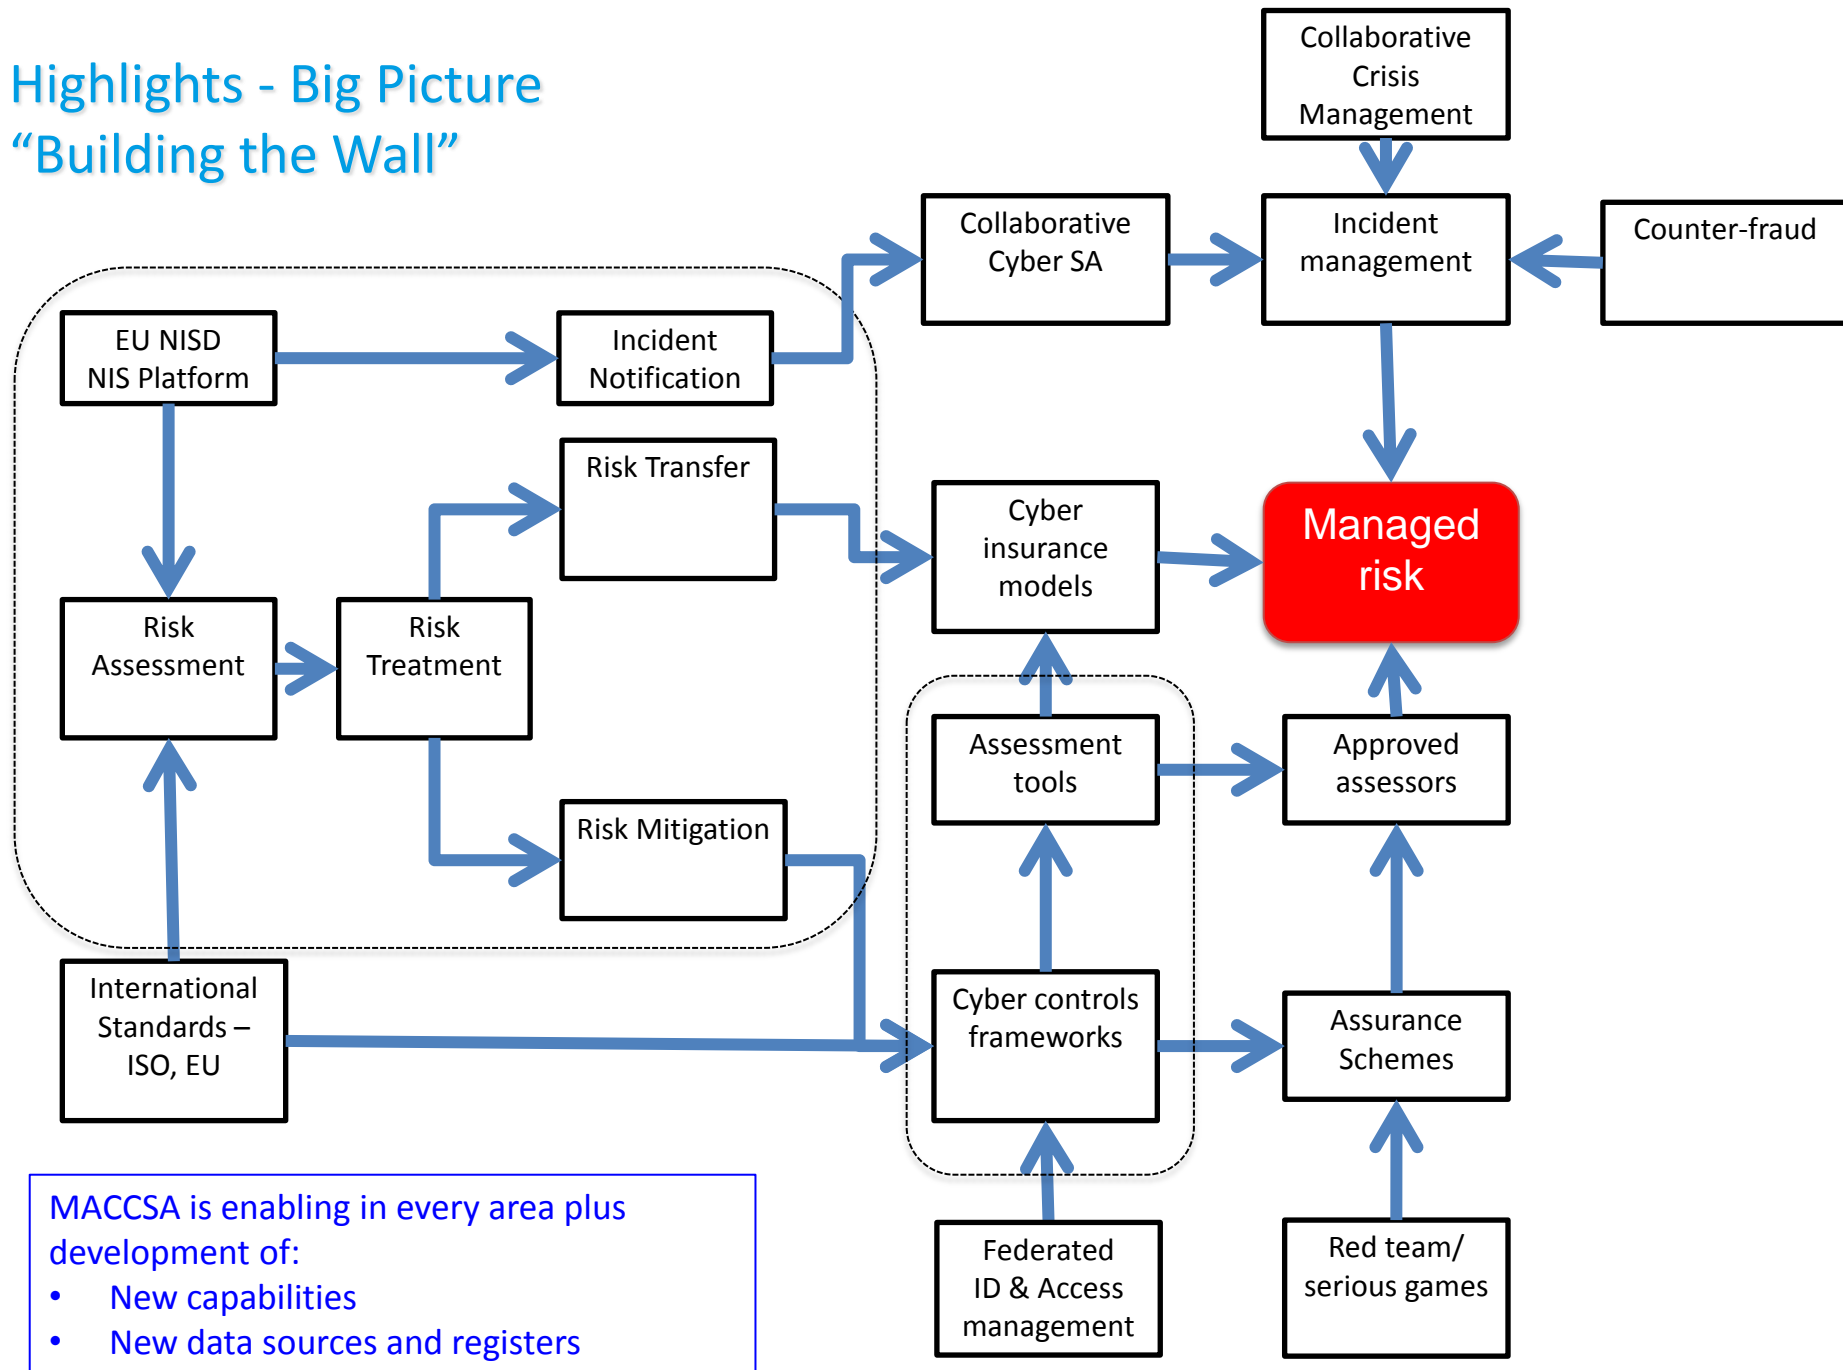 Highlights - Big Picture
“Building the Wall”
Collaborative
Crisis
Management
Collaborative
Cyber SA
Incident
management
Counter-fraud
EU NISD
NIS Platform
Incident
Notification
Risk Transfer
Cyber
insurance
models
Managed
risk
Risk
Assessment
Risk
Treatment
Assessment
tools
Approved
assessors
Risk Mitigation
International
Standards –
ISO, EU
Cyber controls
frameworks
Assurance
Schemes
MACCSA is enabling in every area plus
development of:
• New capabilities
• New data sources and registers
Federated
ID & Access
management
Red team/
serious games